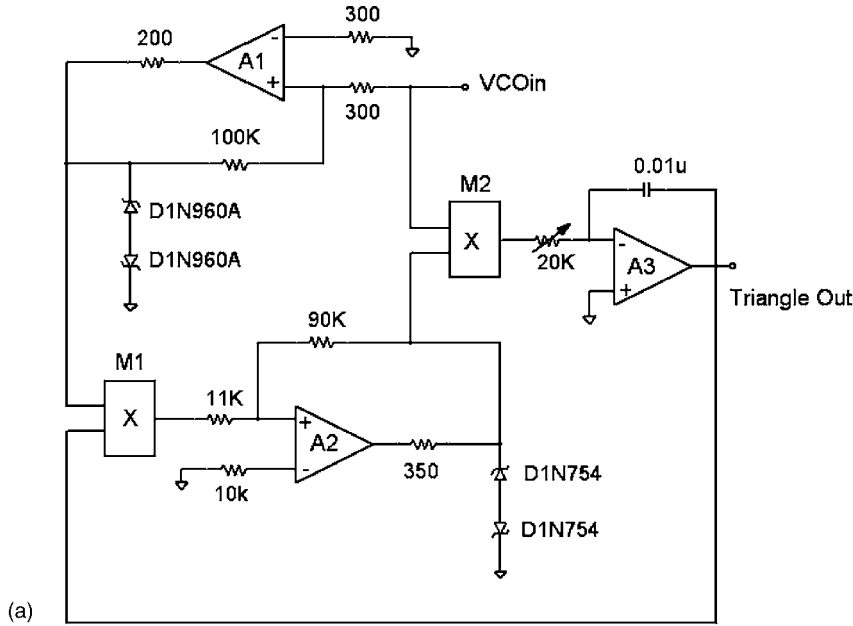 300
200
A1
-
+
VCOin
300
100K
0.01u
M2
D1N960A
X
-
D1N960A
20K
A3
+
Triangle Out
90K
M1
11K
X
+
A2
-
D1N754
10k
350
D1N754
(a)